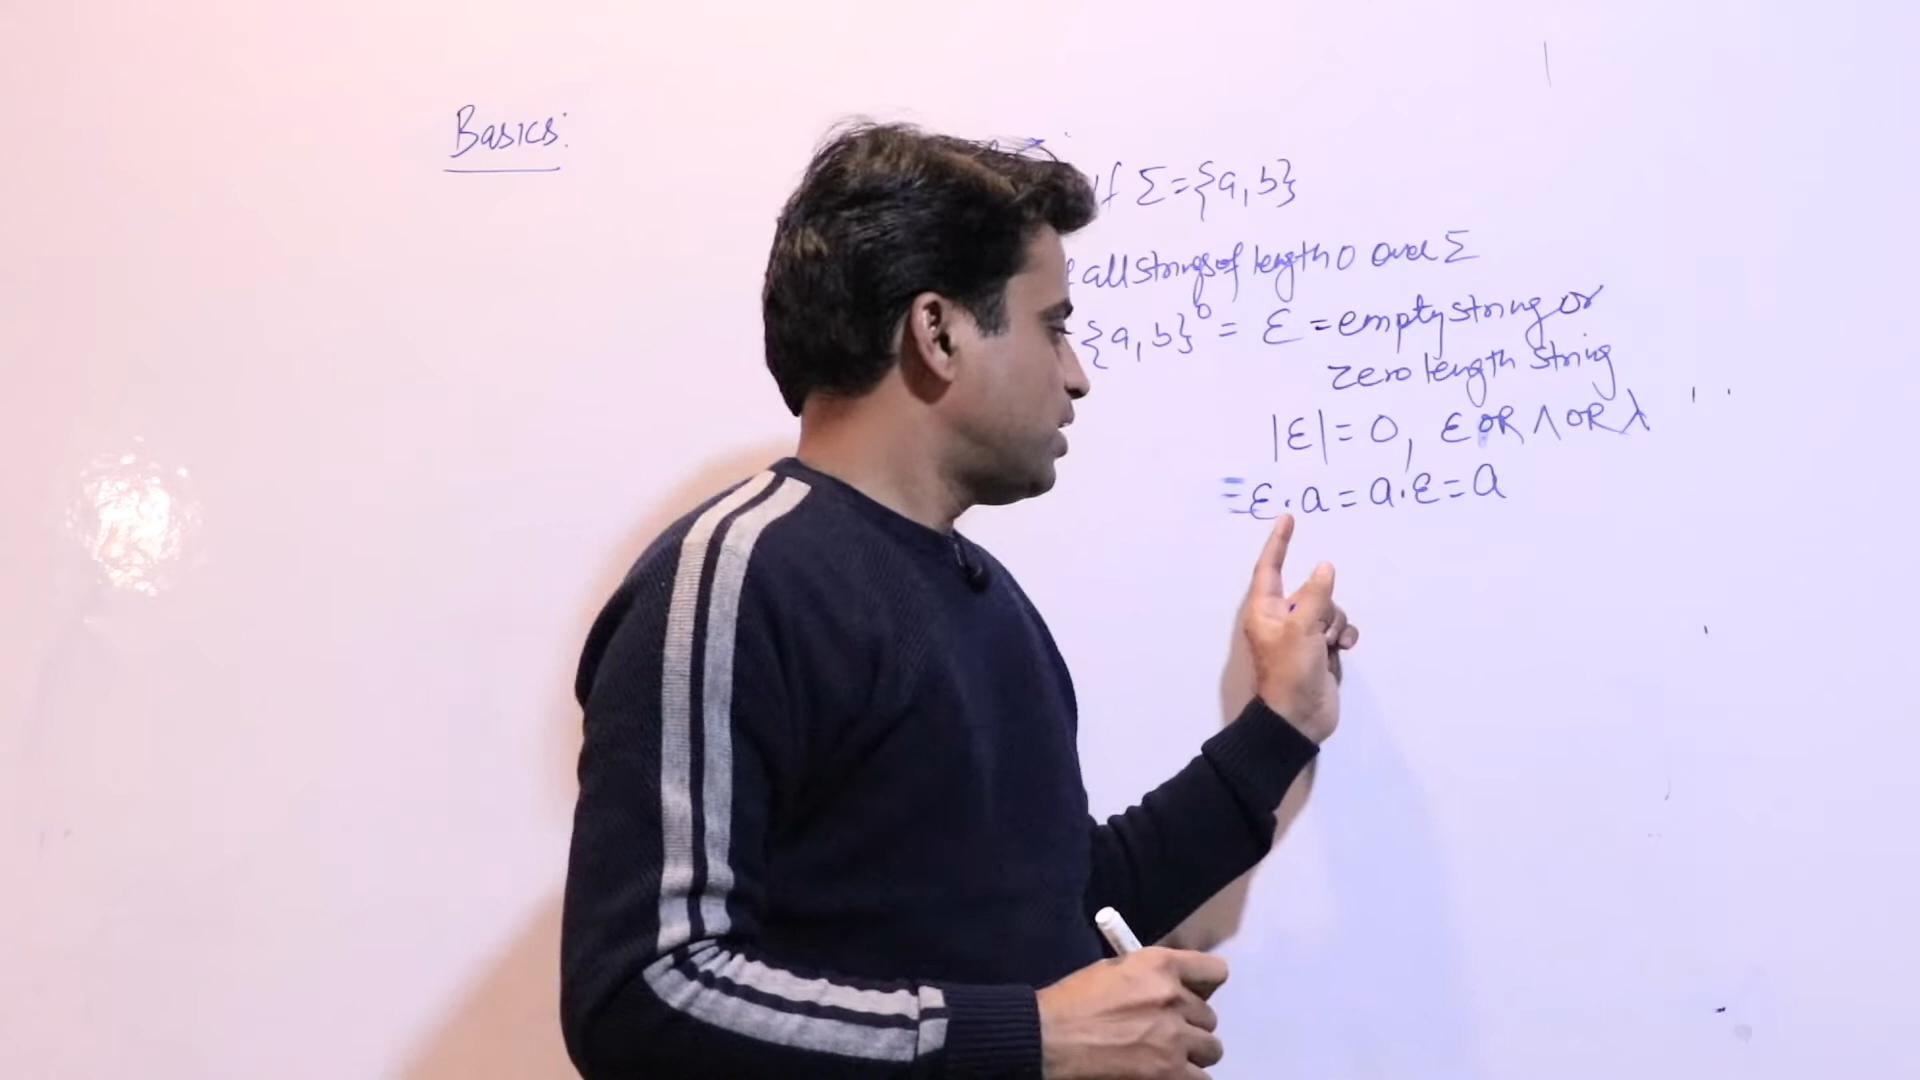 Basics:
If Σ={a,b}
all strings of length 0 over Σ
{a,b}⁰ = ε = empty string or
zero length string
|ε|=0, ε OR ∧ OR λ
=ε.a=a.ε=a